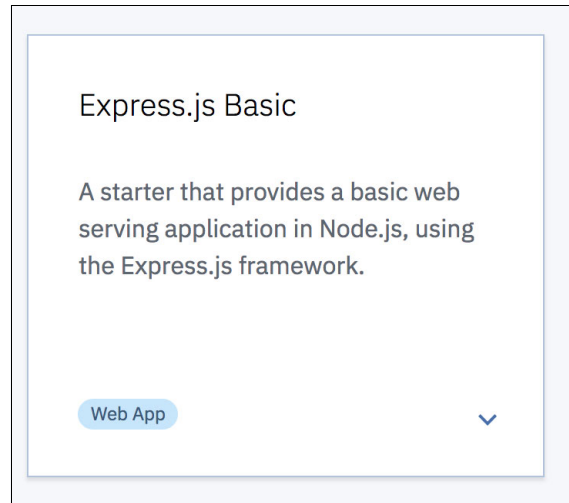 Express.js Basic
A starter that provides a basic web
serving application in Node.js, using
the Express.js framework.
Web App